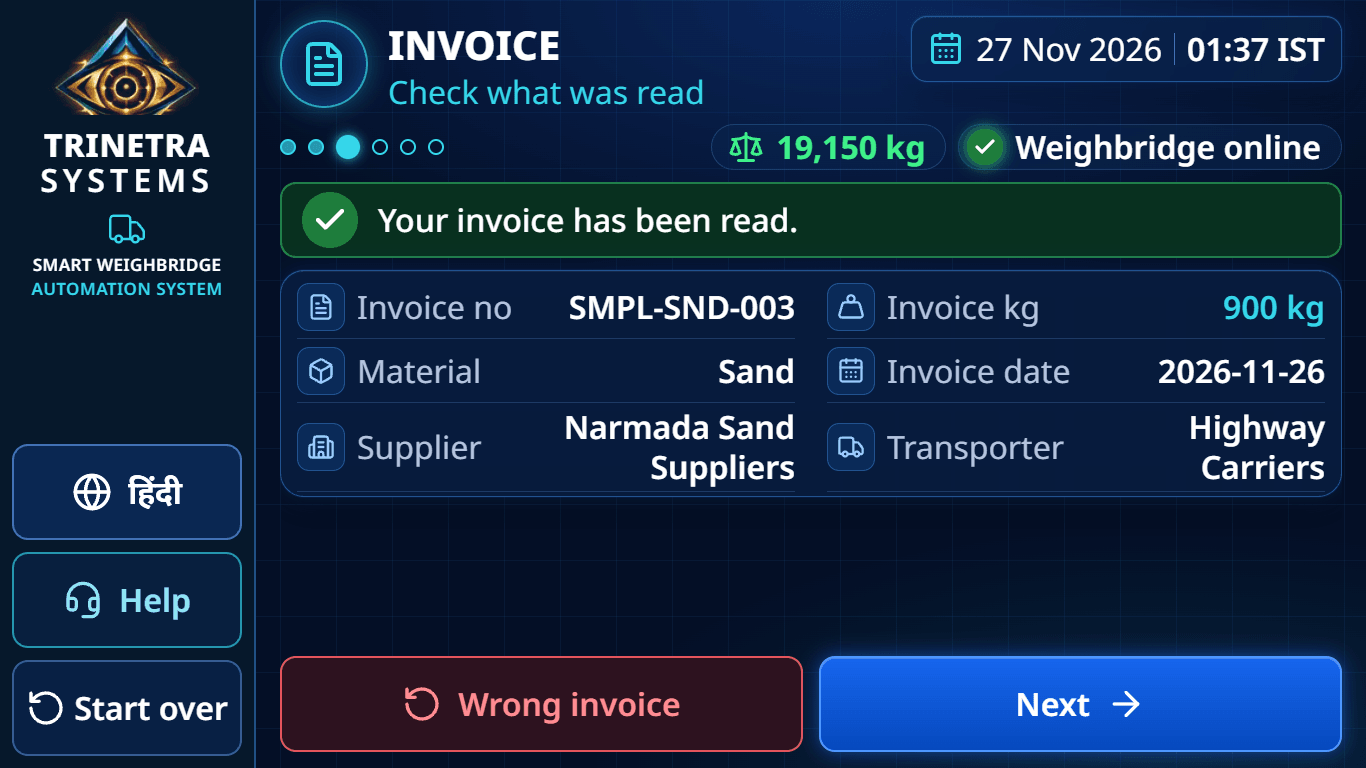 TRINETRA
SYSTEMS
SMART WEIGHBRIDGE
AUTOMATION SYSTEM
हिंदी
Help
Start over
INVOICE
Check what was read
27 Nov 2026 01:37 IST
19,150 kg
Weighbridge online
Your invoice has been read.
Invoice no SMPL-SND-003
Invoice kg 900 kg
Material Sand
Invoice date 2026-11-26
Supplier Narmada Sand
Suppliers
Transporter Highway
Carriers
Wrong invoice
Next